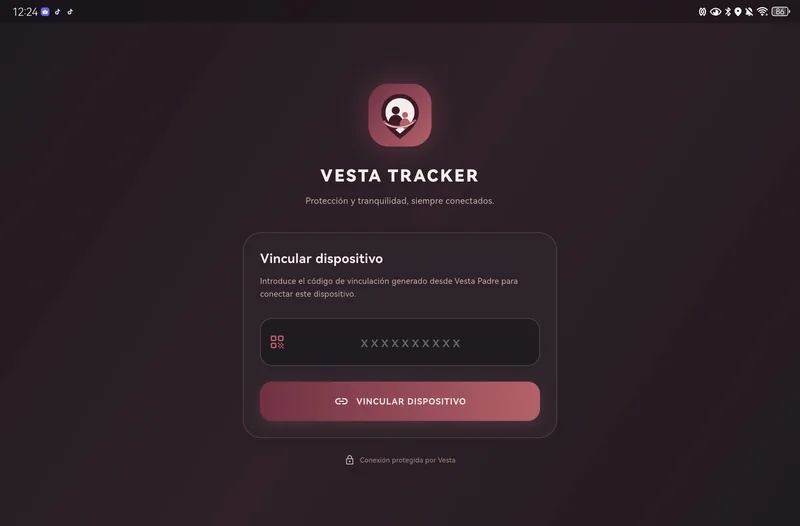 12:24
86
VESTA TRACKER
Protección y tranquilidad, siempre conectados.
Vincular dispositivo
Introduce el código de vinculación generado desde Vesta Padre para
conectar este dispositivo.
XXXXXXXXXX
VINCULAR DISPOSITIVO
Conexión protegida por Vesta